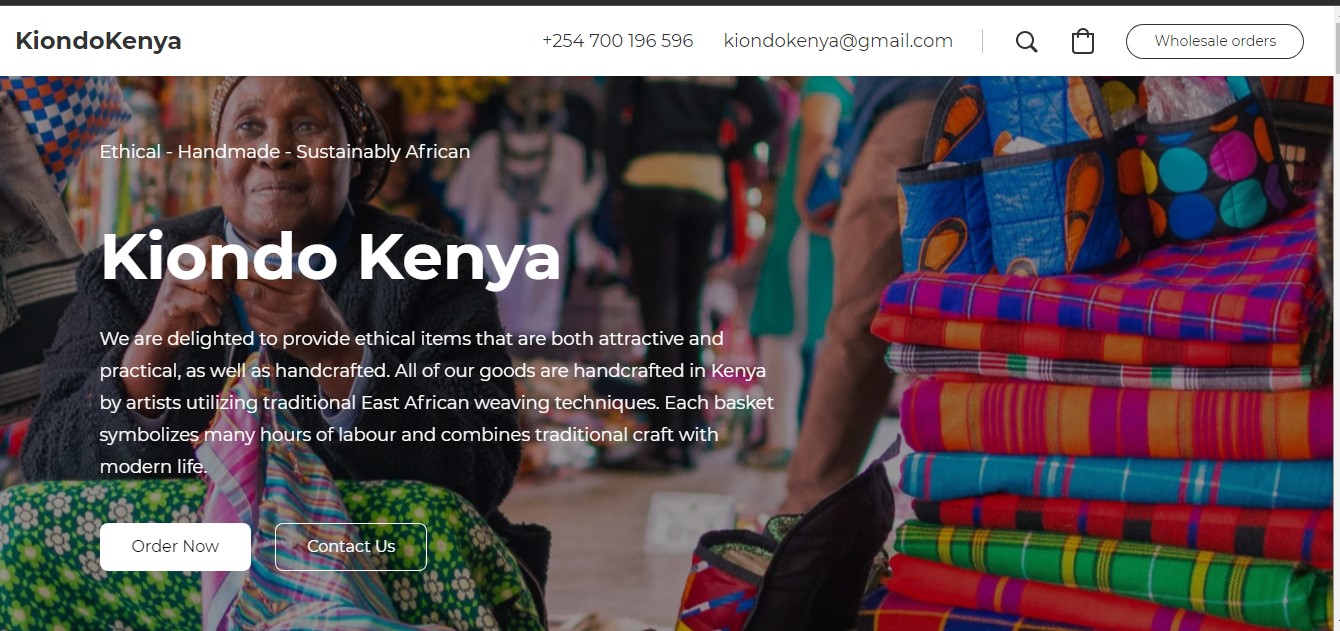 KiondoKenya
+254 700 196 596
kiondokenya@gmail.com
Wholesale orders
Ethical - Handmade - Sustainably African
Kiondo Kenya
We are delighted to provide ethical items that are both attractive and
practical, as well as handcrafted. All of our goods are handcrafted in Kenya
by artists utilizing traditional East African weaving techniques. Each basket
symbolizes many hours of labour and combines traditional craft with
modern life.
Order Now
Contact Us